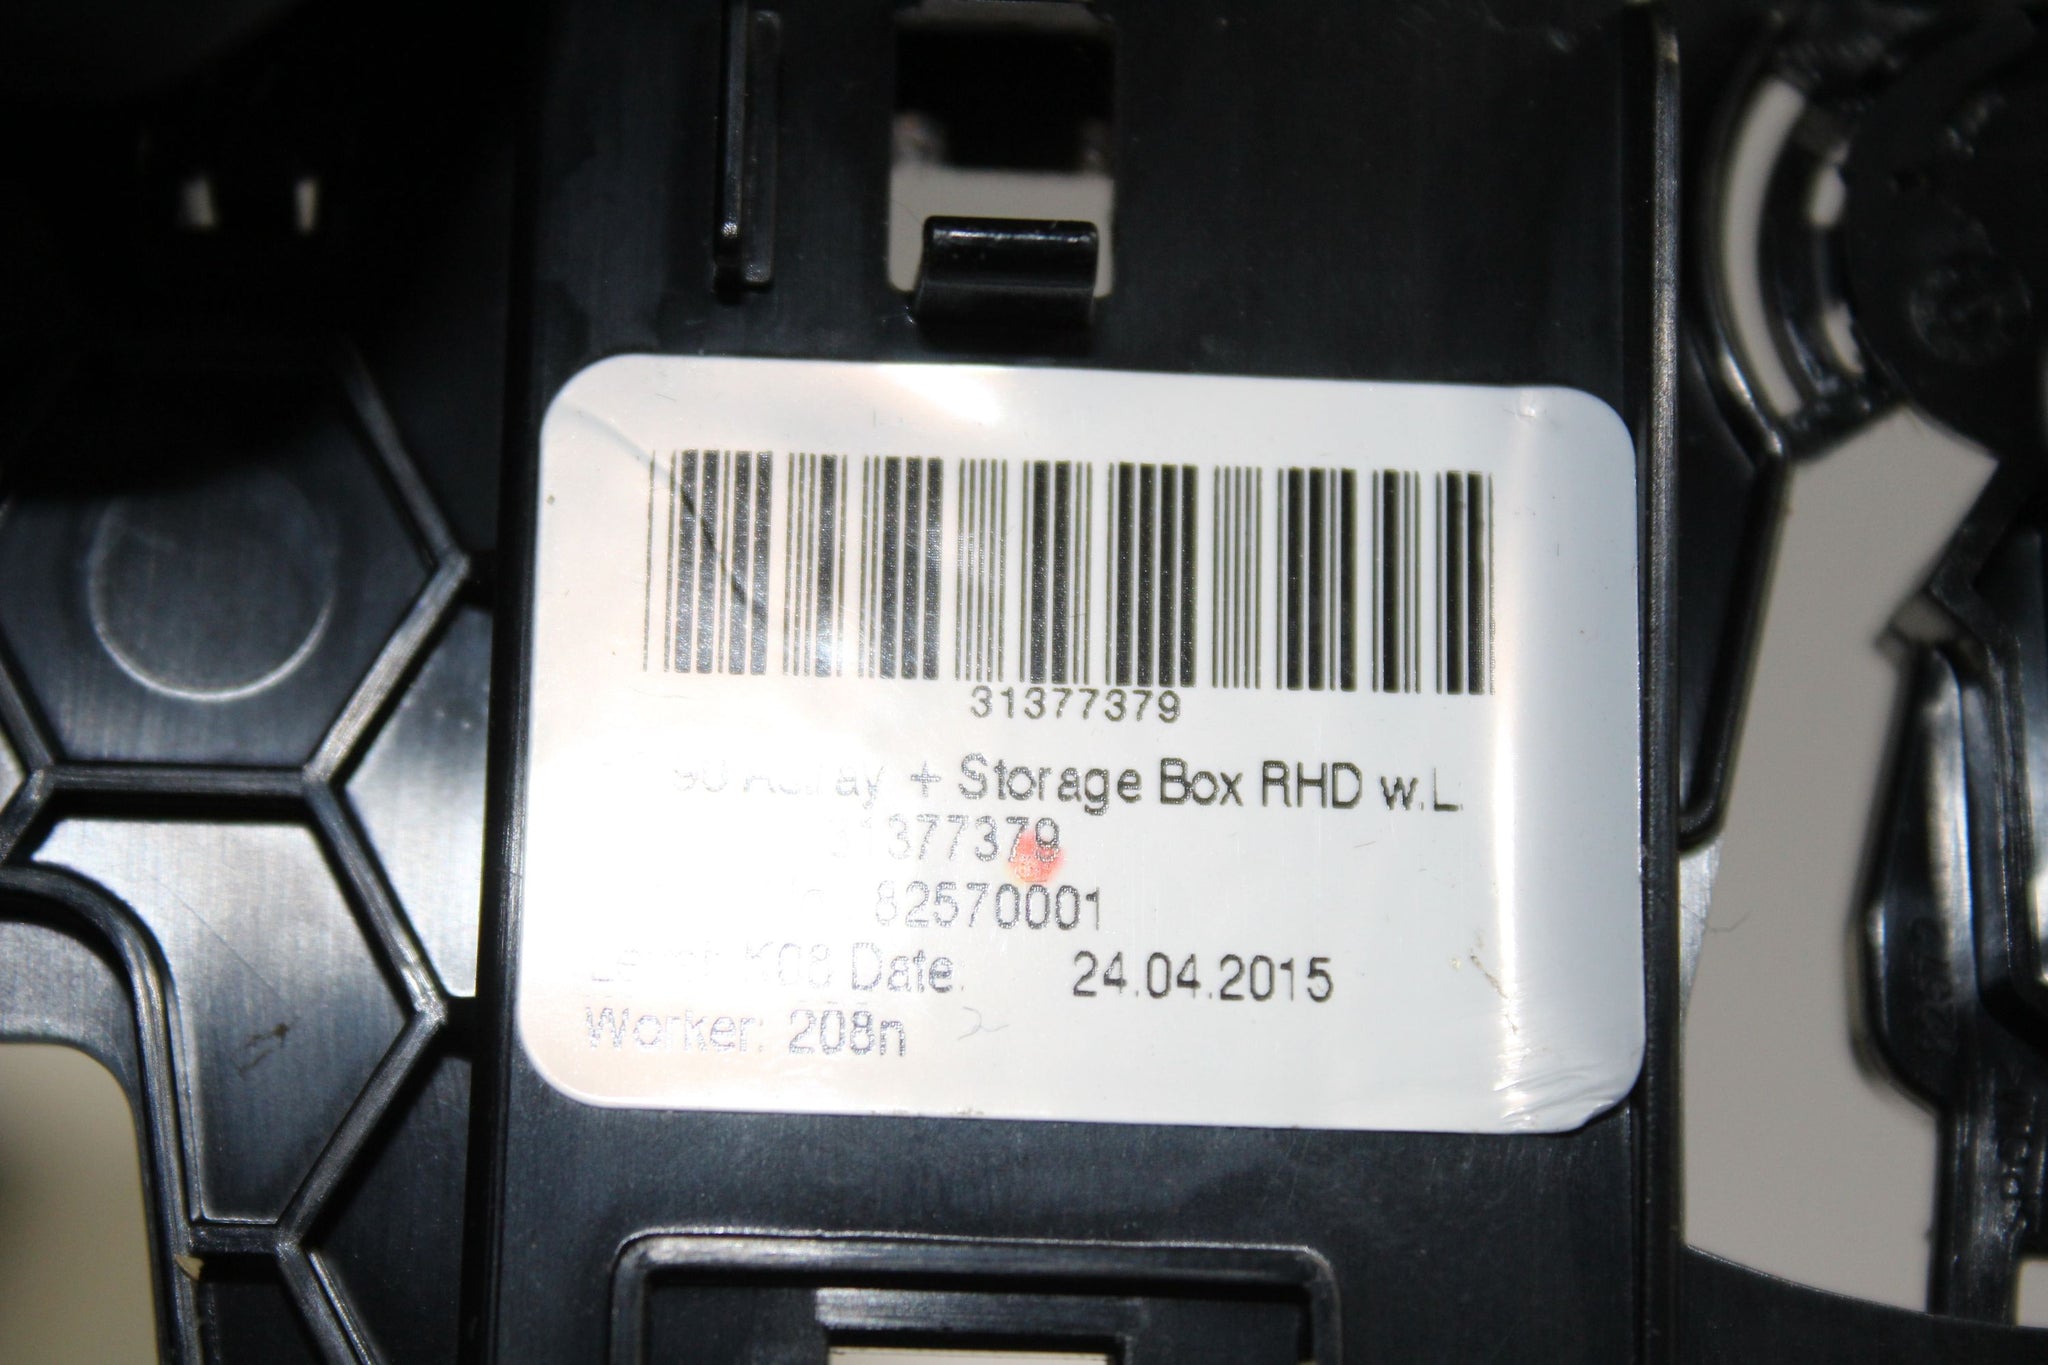 31377379
+ Storage Box RHD w.L
31377379
82570001
Date: 24.04.2015
Worker: 208n